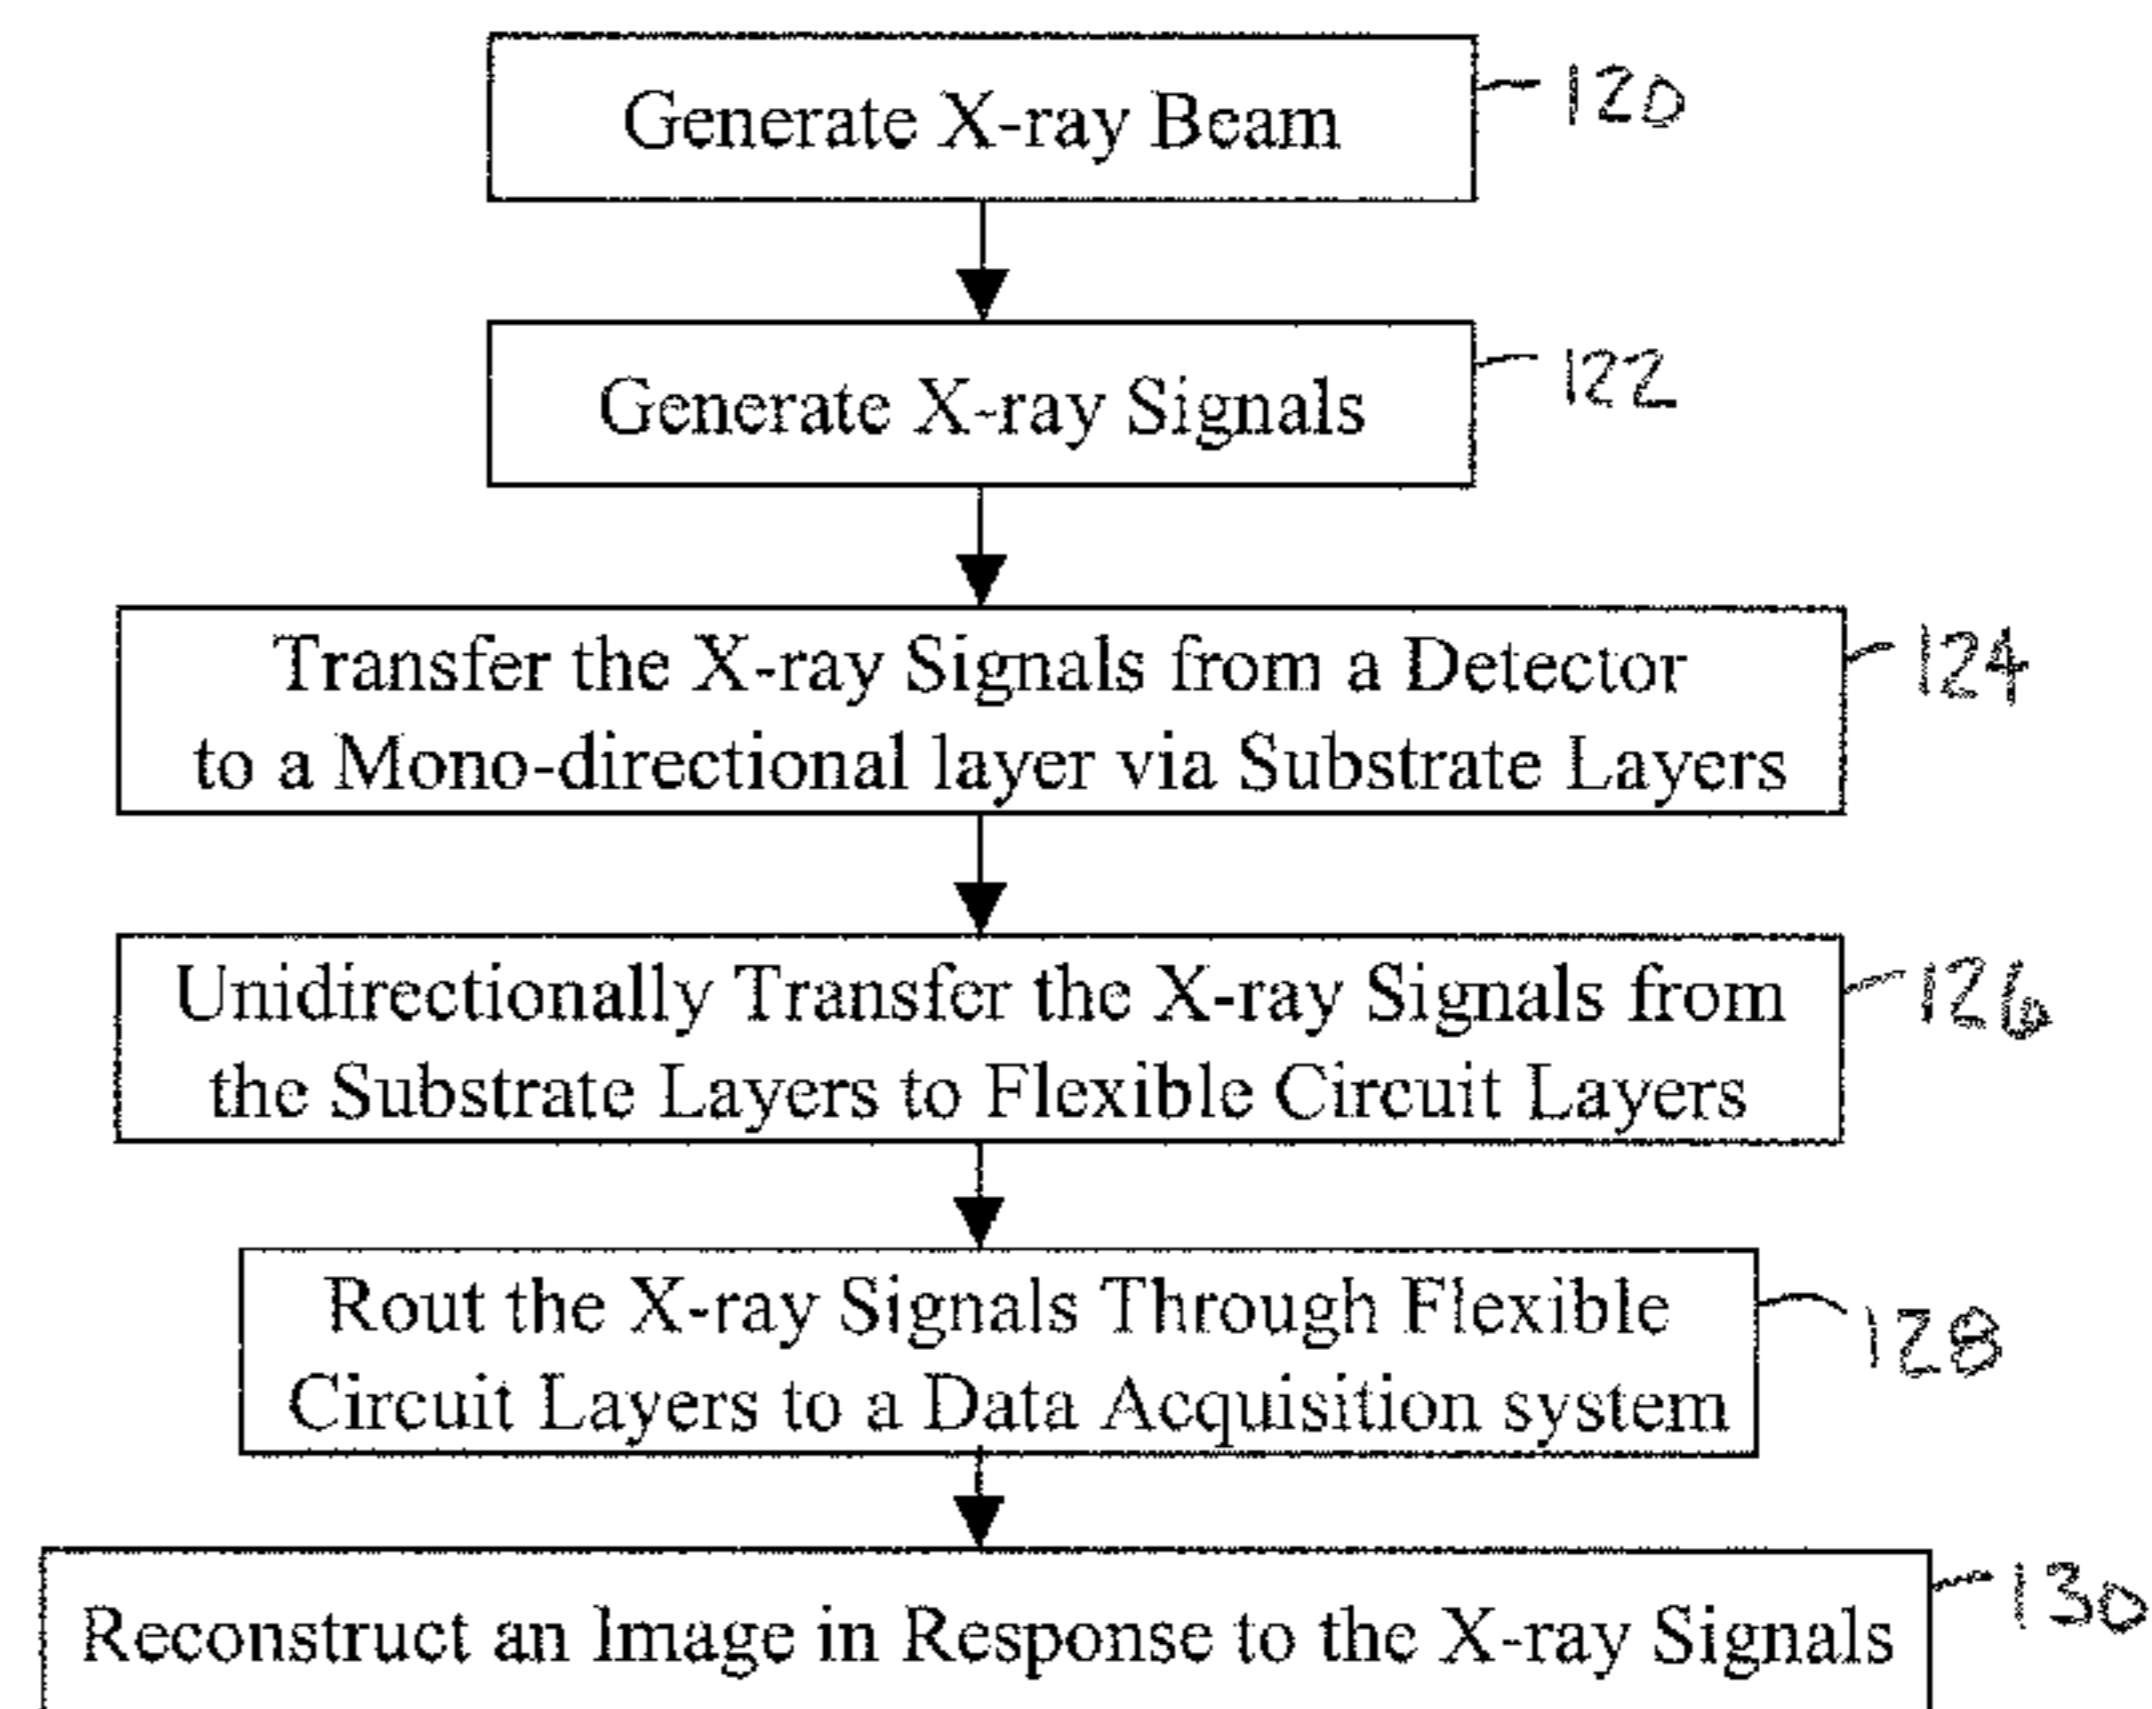 Generate X-ray Beam
120
Generate X-ray Signals
122
Transfer the X-ray Signals from a Detector
to a Mono-directional layer via Substrate Layers
124
Unidirectionally Transfer the X-ray Signals from
the Substrate Layers to Flexible Circuit Layers
126
Rout the X-ray Signals Through Flexible
Circuit Layers to a Data Acquisition system
128
Reconstruct an Image in Response to the X-ray Signals
130